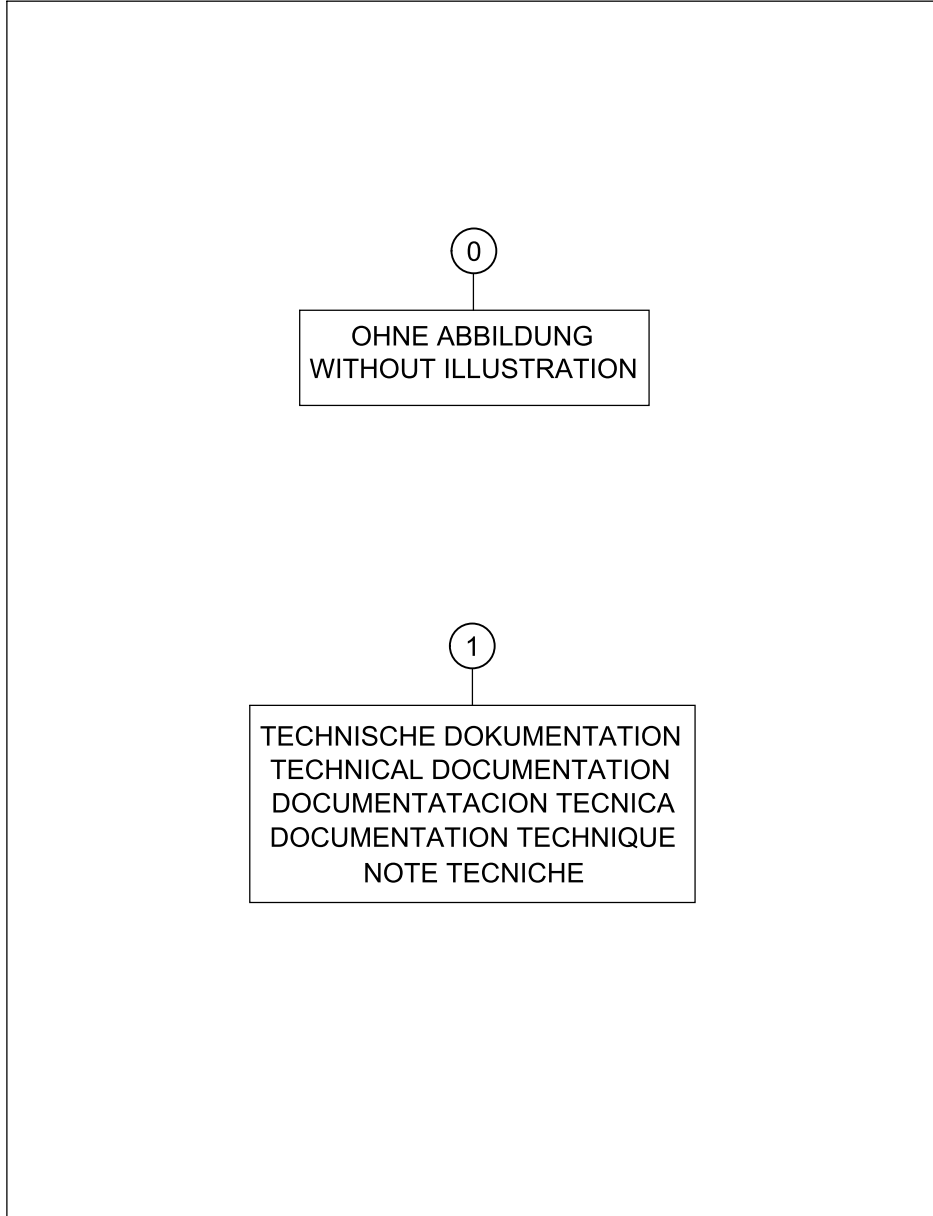 0
OHNE ABBILDUNG
WITHOUT ILLUSTRATION
1
TECHNISCHE DOKUMENTATION
TECHNICAL DOCUMENTATION
DOCUMENTATACION TECNICA
DOCUMENTATION TECHNIQUE
NOTE TECNICHE